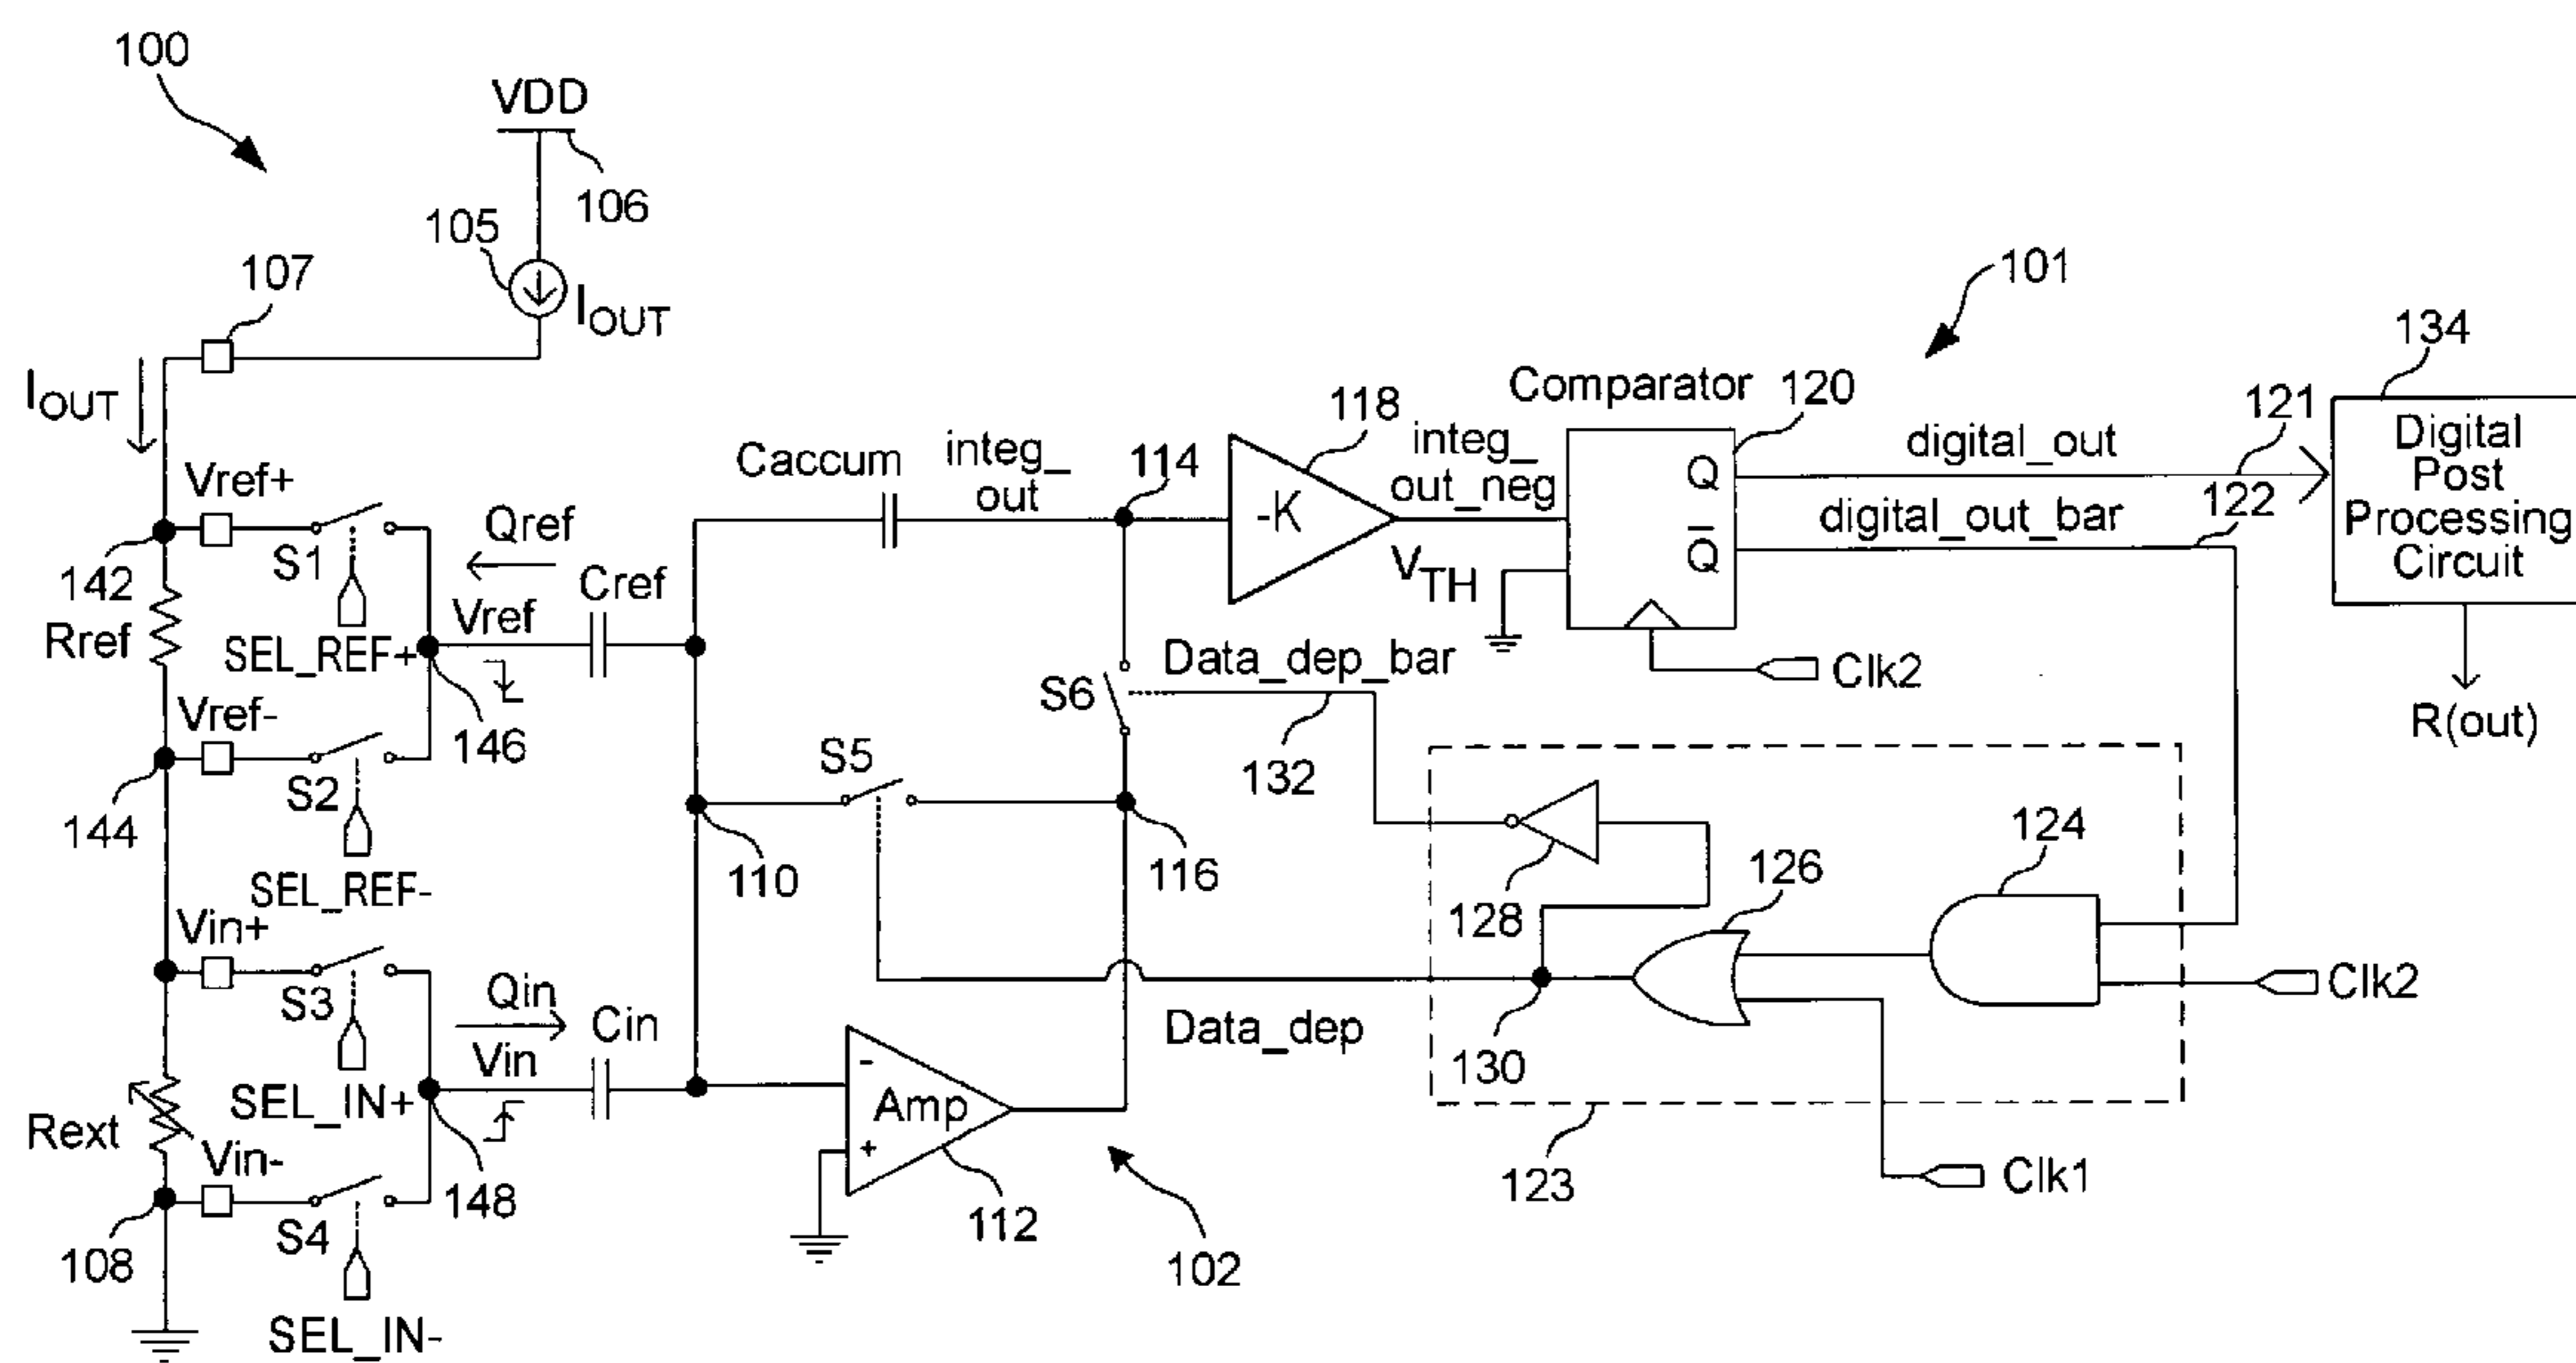 100
VDD
106
105
I_OUT
107
I_OUT
101
134
Digital
Post
Processing
Circuit
R(out)
Vref+
142
S1
SEL_REF+
Rref
Qref
Vref
Cref
146
Vref-
144
S2
SEL_REF-
Vin+
S3
SEL_IN+
Qin
Vin
Cin
Rext
Vin-
148
108
S4
SEL_IN-
Caccum
integ_
out
114
118
-K
integ_
out_neg
V_TH
Comparator
120
Q
Q̅
digital_out
121
digital_out_bar
122
Clk2
S6
Data_dep_bar
132
S5
110
116
128
126
124
Clk2
130
Data_dep
-
Amp
+
112
102
123
Clk1